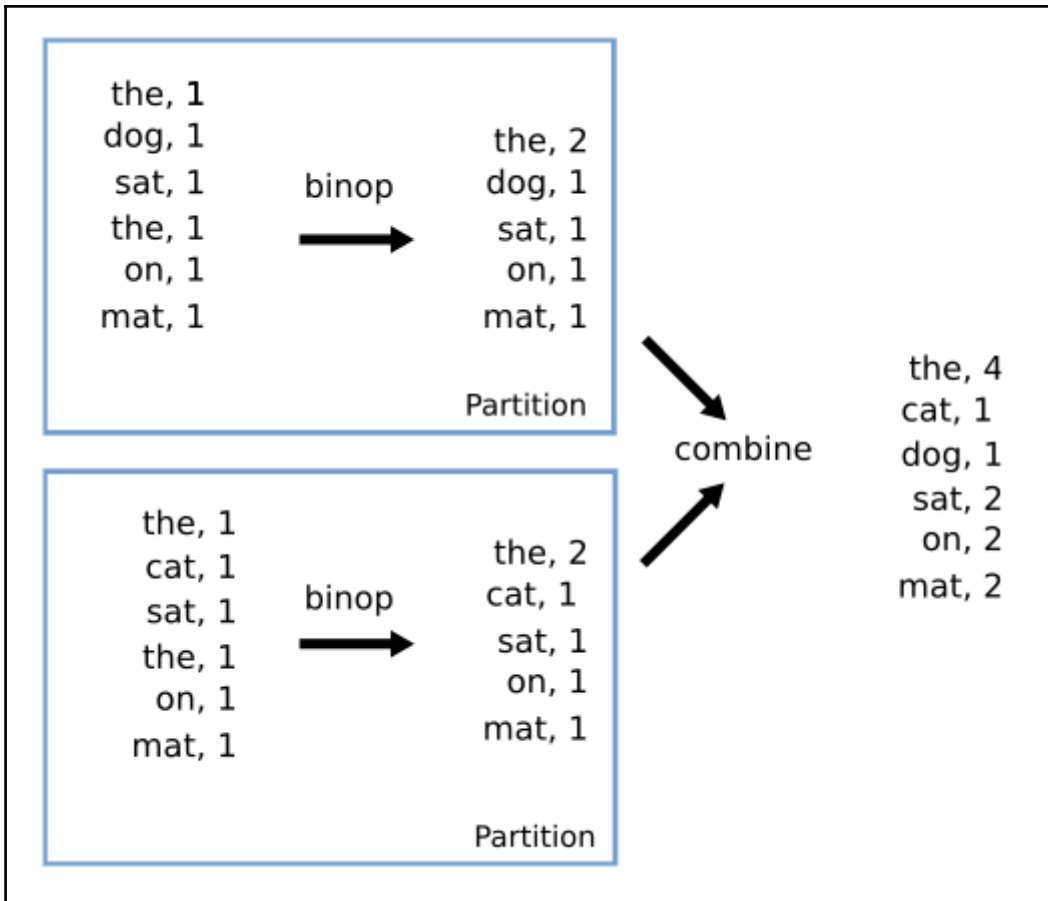 the, 1
dog, 1
sat, 1
the, 1
on, 1
mat, 1
binop
the, 2
dog, 1
sat, 1
on, 1
mat, 1
Partition
the, 1
cat, 1
sat, 1
the, 1
on, 1
mat, 1
binop
the, 2
cat, 1
sat, 1
on, 1
mat, 1
Partition
combine
the, 4
cat, 1
dog, 1
sat, 2
on, 2
mat, 2